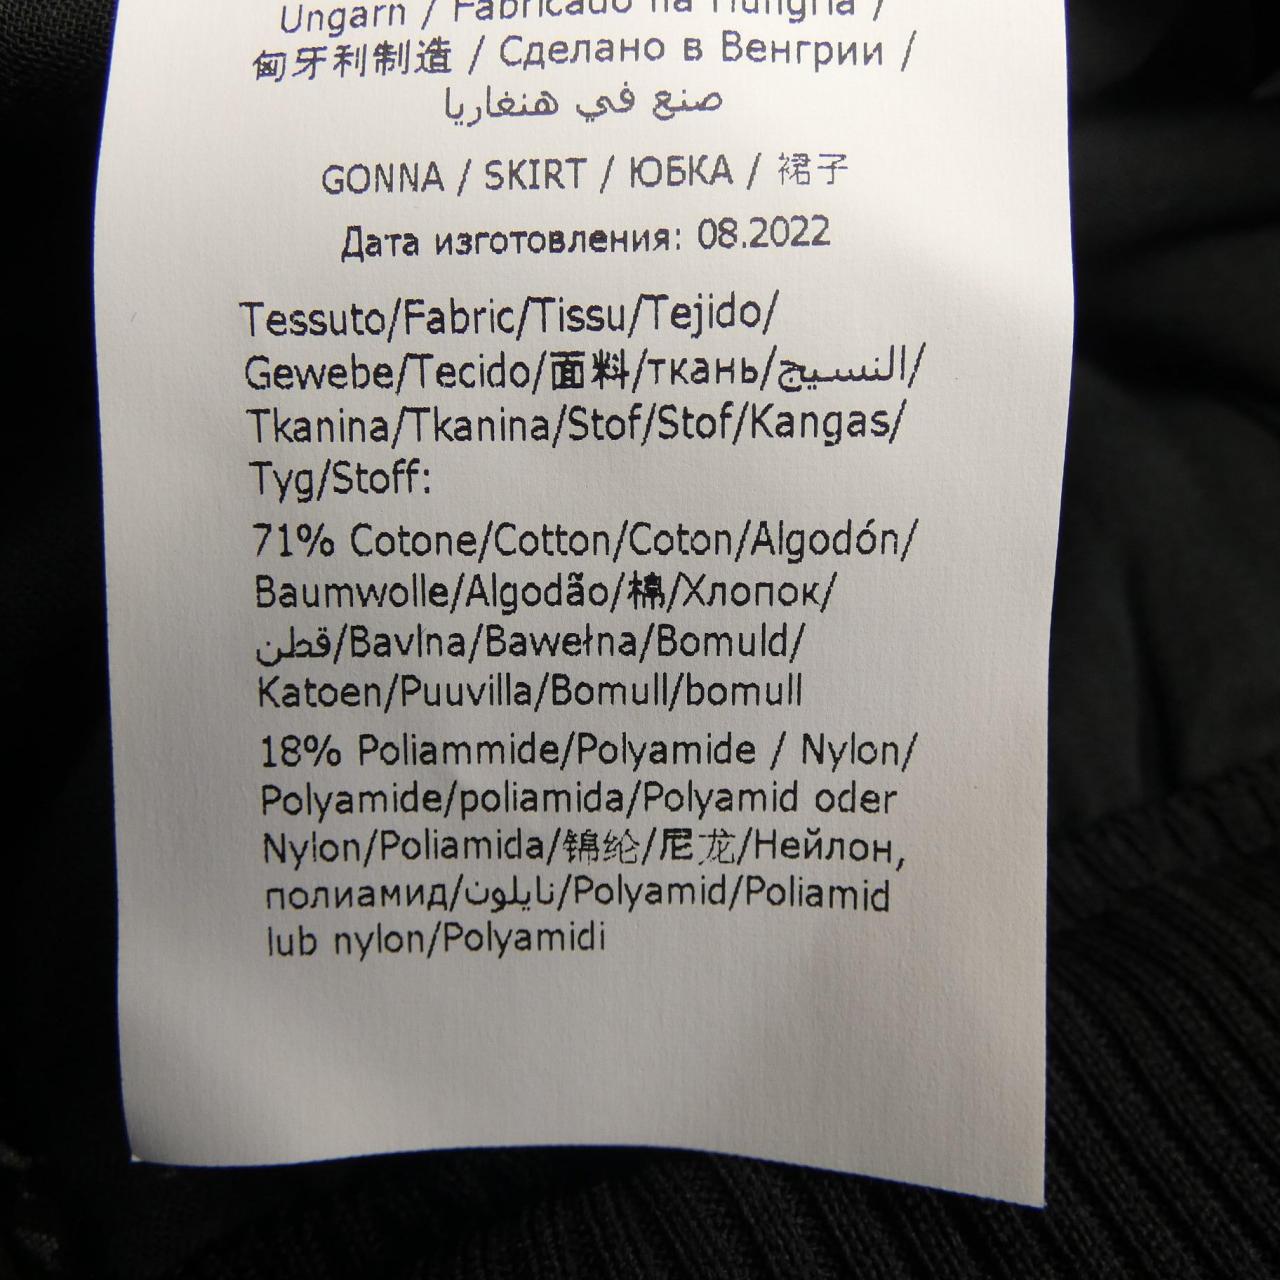 Ungarn / Fabricado na Hungria /
匈牙利制造 / Сделано в Венгрии /
صنع في هنغاريا
GONNA / SKIRT / ЮБКА / 裙子
Дата изготовления: 08.2022
Tessuto/Fabric/Tissu/Tejido/
Gewebe/Tecido/面料/ткань/النسيج/
Tkanina/Tkanina/Stof/Stof/Kangas/
Tyg/Stoff:
71% Cotone/Cotton/Coton/Algodón/
Baumwolle/Algodão/棉/Хлопок/
قطن/Bavlna/Bawełna/Bomuld/
Katoen/Puuvilla/Bomull/bomull
18% Poliammide/Polyamide / Nylon/
Polyamide/poliamida/Polyamid oder
Nylon/Poliamida/锦纶/尼龙/Нейлон,
полиамид/نايلون/Polyamid/Poliamid
lub nylon/Polyamidi